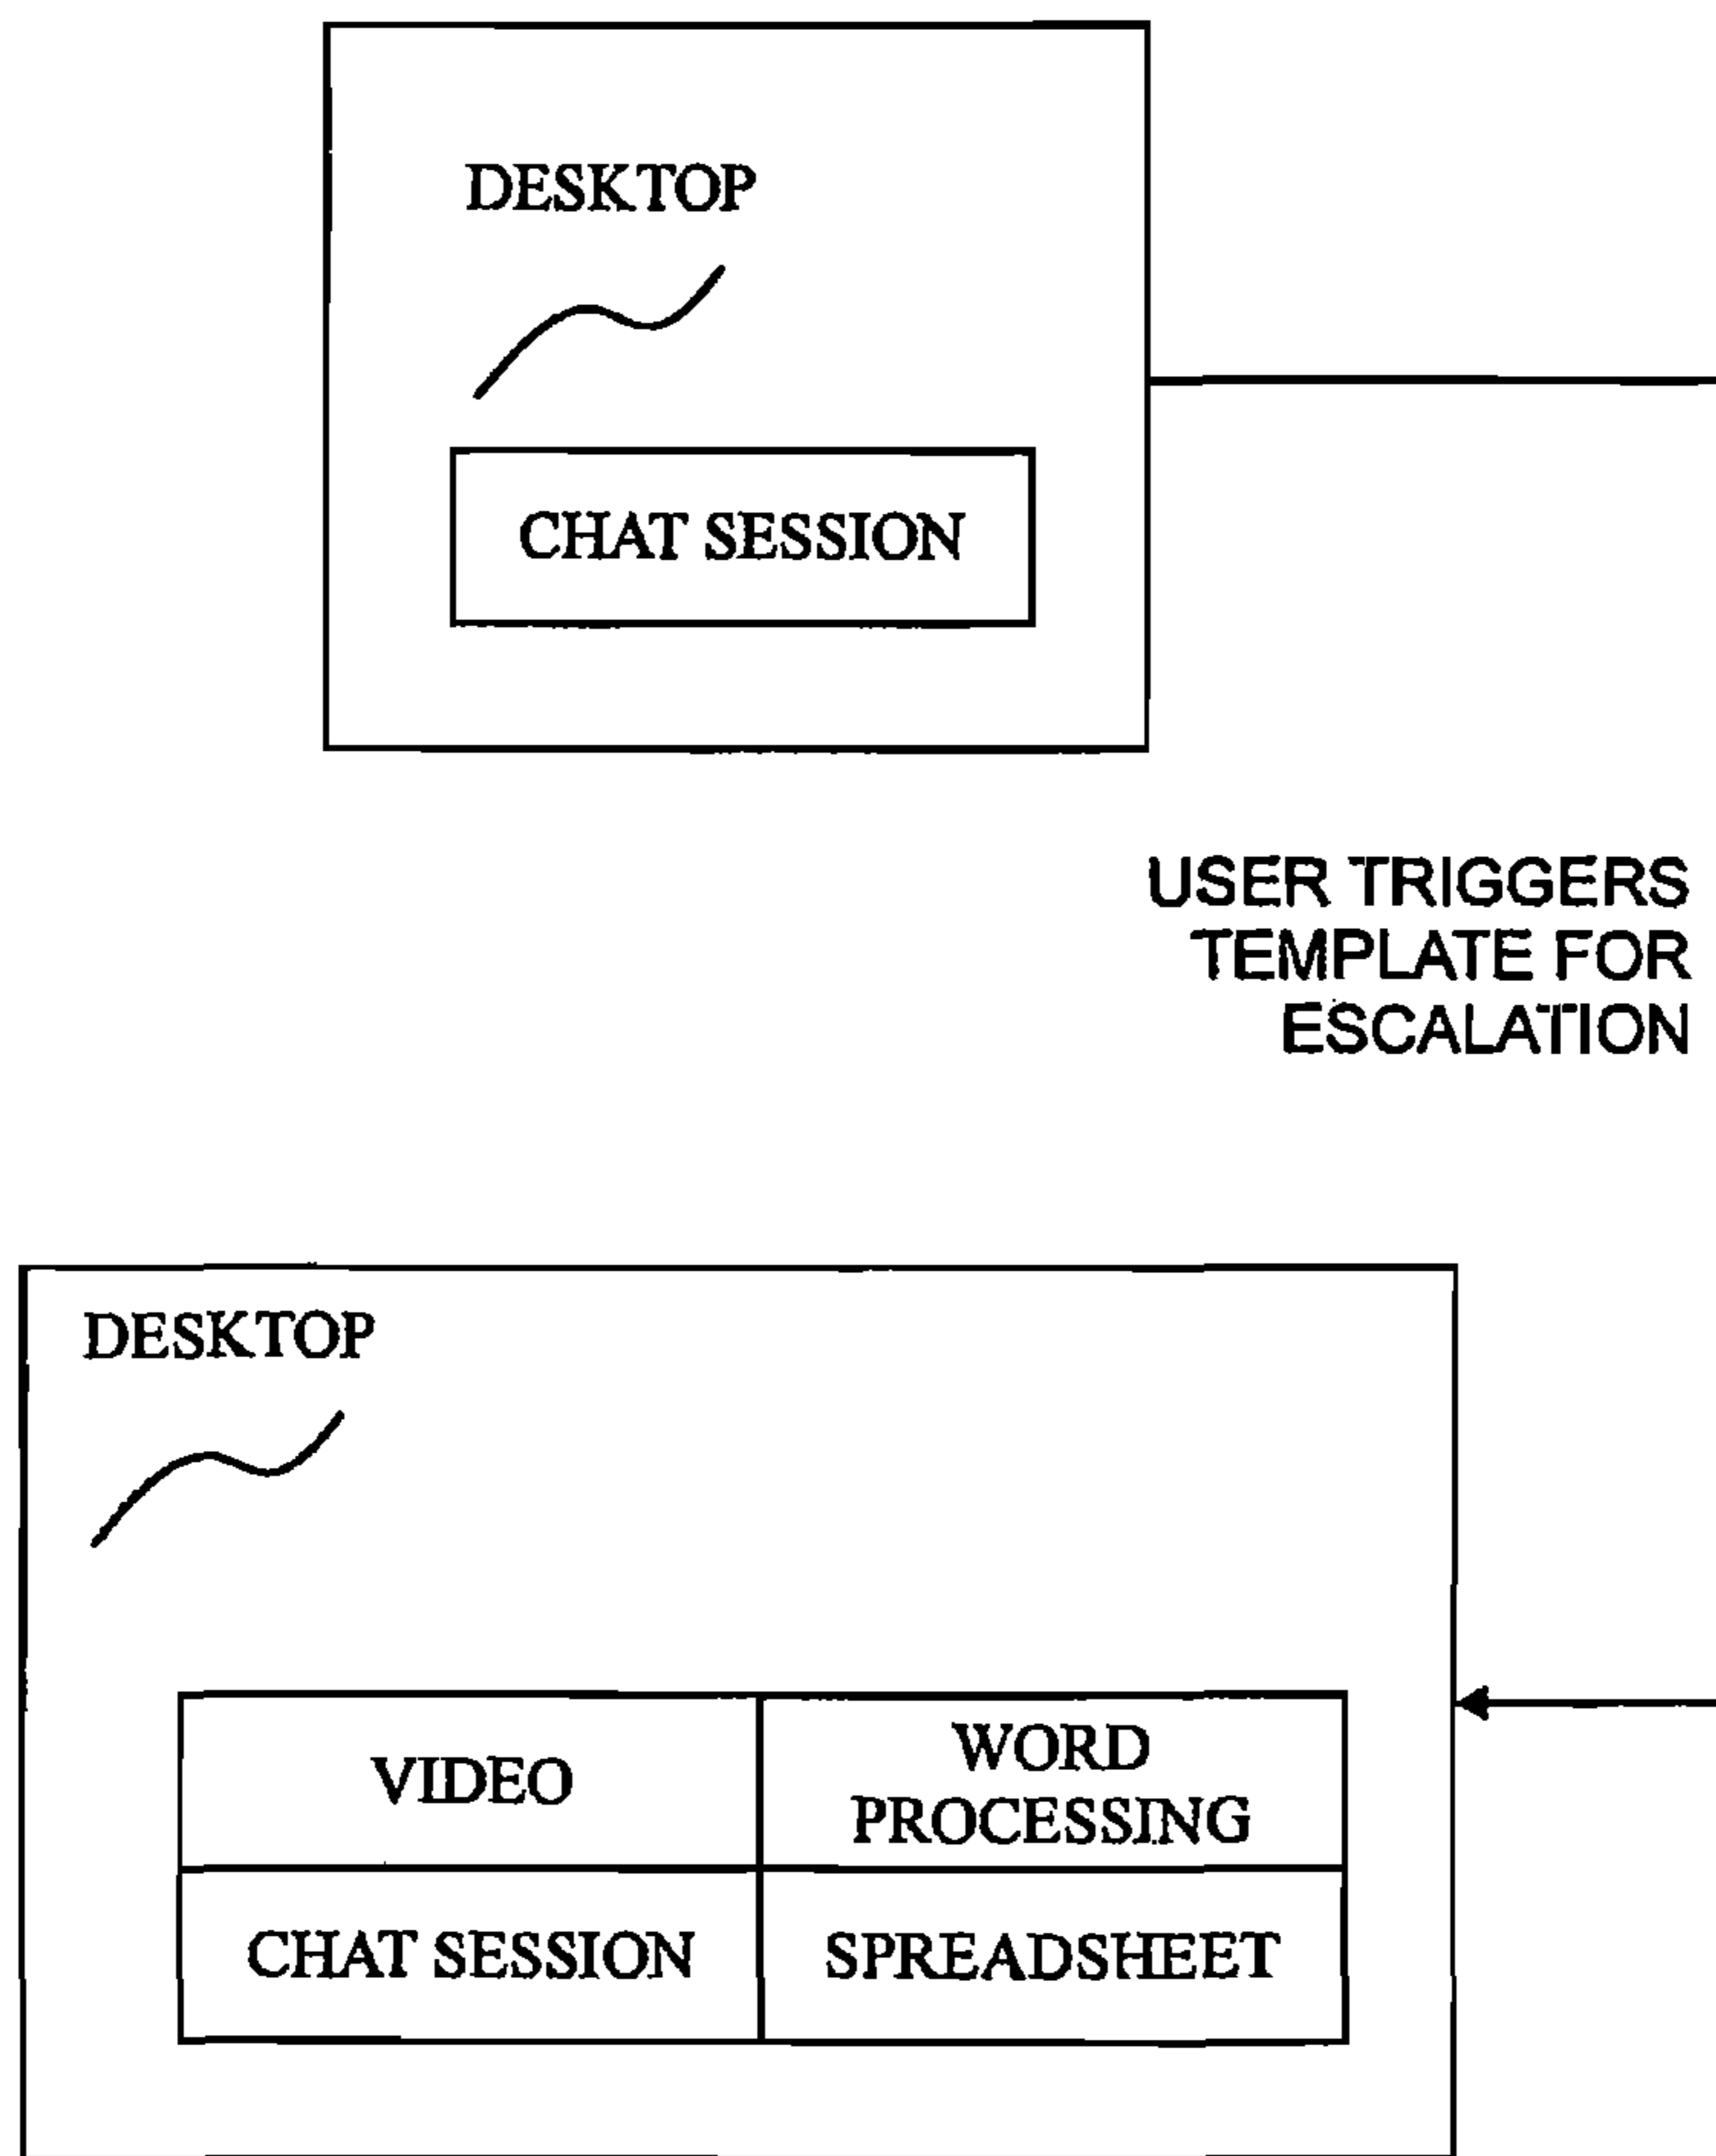 DESKTOP
CHAT SESSION
USER TRIGGERS
TEMPLATE FOR
ESCALATION
DESKTOP
VIDEO
WORD
PROCESSING
CHAT SESSION
SPREADSHEET